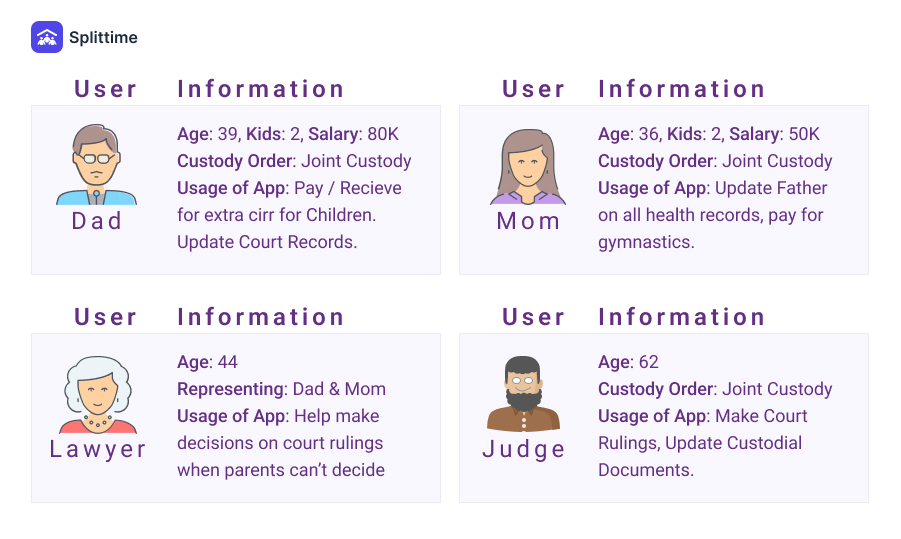 Splittime
User Information
Age: 39, Kids: 2, Salary: 80K
Custody Order: Joint Custody
Usage of App: Pay / Recieve
for extra cirr for Children.
Update Court Records.
Dad
User Information
Age: 36, Kids: 2, Salary: 50K
Custody Order: Joint Custody
Usage of App: Update Father
on all health records, pay for
gymnastics.
Mom
User Information
Age: 44
Representing: Dad & Mom
Usage of App: Help make
decisions on court rulings
when parents can’t decide
Lawyer
User Information
Age: 62
Custody Order: Joint Custody
Usage of App: Make Court
Rulings, Update Custodial
Documents.
Judge